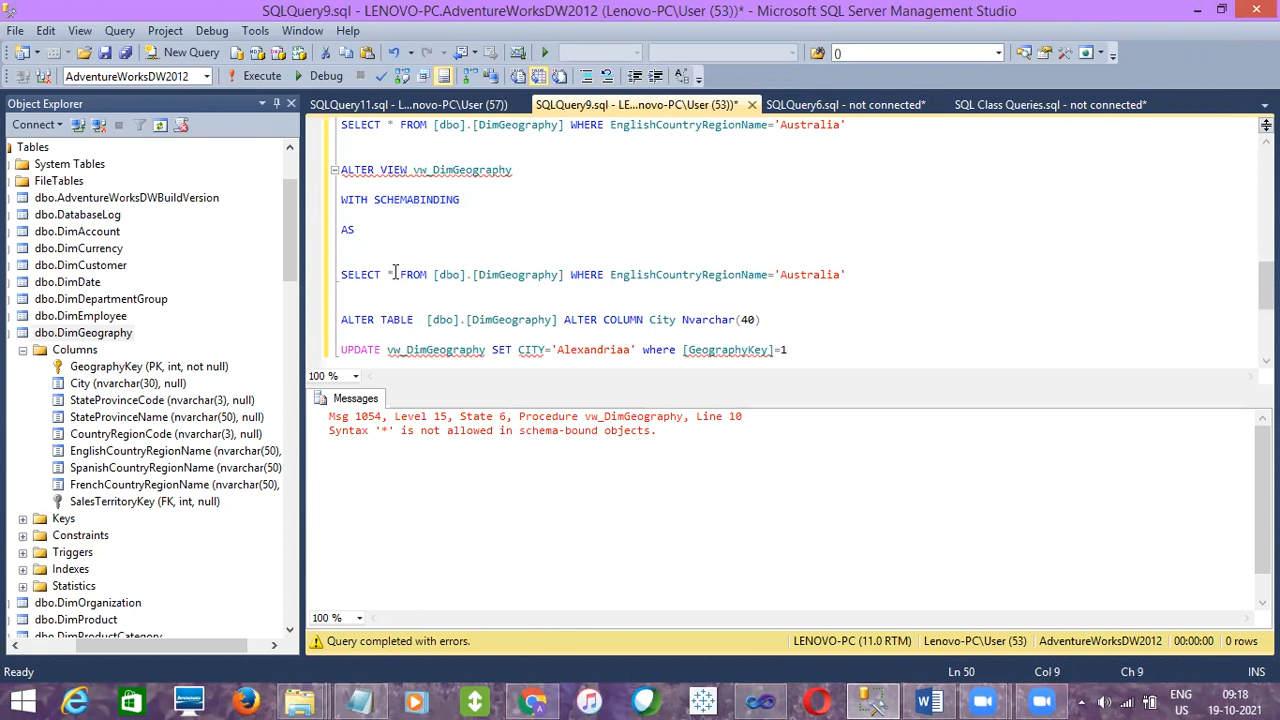 SQLQuery9.sql - LENOVO-PC.AdventureWorksDW2012 (Lenovo-PC\User (53))* - Microsoft SQL Server Management Studio
File Edit View Query Project Debug Tools Window Help
New Query
()
AdventureWorksDW2012
Execute
Debug
Object Explorer
SQLQuery11.sql - L...novo-PC\User (57))
SQLQuery9.sql - LE...novo-PC\User (53))*
SQLQuery6.sql - not connected*
SQL Class Queries.sql - not connected*
Connect
Tables
System Tables
FileTables
dbo.AdventureWorksDWBuildVersion
dbo.DatabaseLog
dbo.DimAccount
dbo.DimCurrency
dbo.DimCustomer
dbo.DimDate
dbo.DimDepartmentGroup
dbo.DimEmployee
dbo.DimGeography
Columns
GeographyKey (PK, int, not null)
City (nvarchar(30), null)
StateProvinceCode (nvarchar(3), null)
StateProvinceName (nvarchar(50), null)
CountryRegionCode (nvarchar(3), null)
EnglishCountryRegionName (nvarchar(50),
SpanishCountryRegionName (nvarchar(50)
FrenchCountryRegionName (nvarchar(50),
SalesTerritoryKey (FK, int, null)
Keys
Constraints
Triggers
Indexes
Statistics
dbo.DimOrganization
dbo.DimProduct
dbo.DimProductCategory
SELECT * FROM [dbo].[DimGeography] WHERE EnglishCountryRegionName='Australia'
ALTER VIEW vw_DimGeography
WITH SCHEMABINDING
AS
SELECT * FROM [dbo].[DimGeography] WHERE EnglishCountryRegionName='Australia'
ALTER TABLE [dbo].[DimGeography] ALTER COLUMN City Nvarchar(40)
UPDATE vw_DimGeography SET CITY='Alexandriaa' where [GeographyKey]=1
100 %
Messages
Msg 1054, Level 15, State 6, Procedure vw_DimGeography, Line 10
Syntax '*' is not allowed in schema-bound objects.
100 %
Query completed with errors.
LENOVO-PC (11.0 RTM)
Lenovo-PC\User (53)
AdventureWorksDW2012
00:00:00
0 rows
Ready
Ln 50
Col 9
Ch 9
INS
ENG
US
09:18
19-10-2021